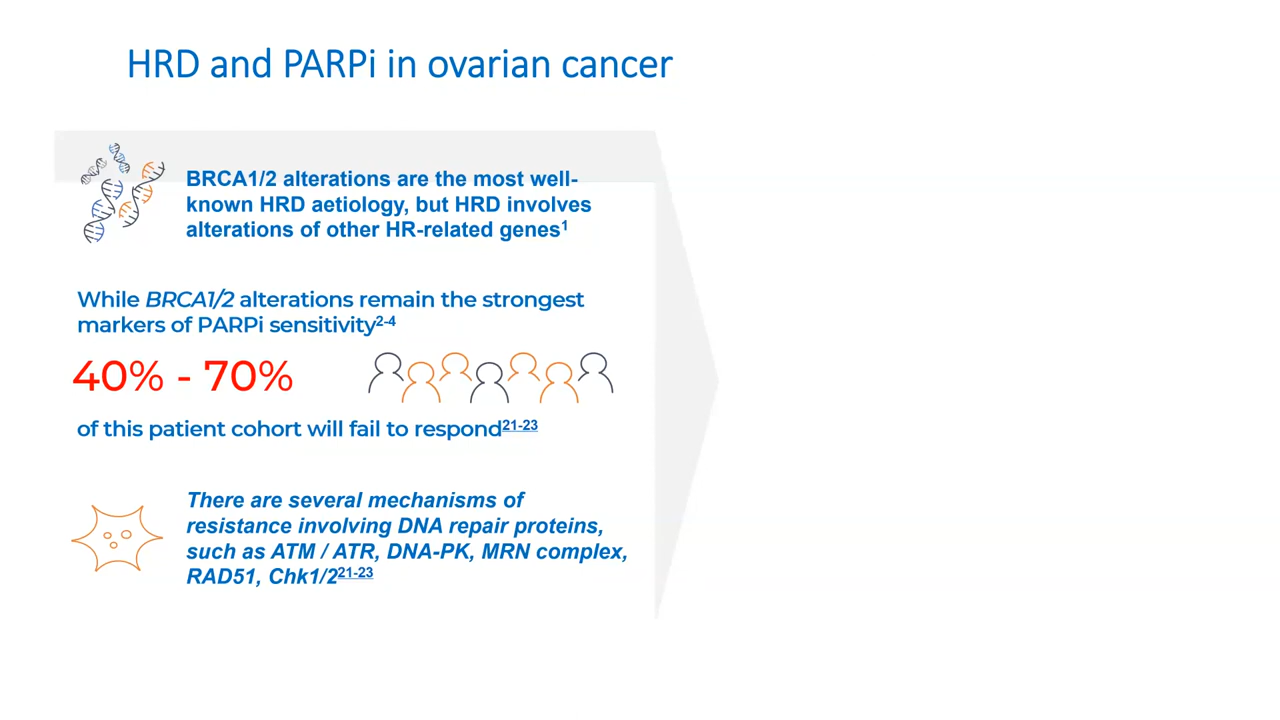 HRD and PARPi in ovarian cancer
BRCA1/2 alterations are the most well-
known HRD aetiology, but HRD involves
alterations of other HR-related genes1
While BRCA1/2 alterations remain the strongest
markers of PARPi sensitivity2-4
40% - 70%
of this patient cohort will fail to respond21-23
There are several mechanisms of
resistance involving DNA repair proteins,
such as ATM / ATR, DNA-PK, MRN complex,
RAD51, Chk1/221-23